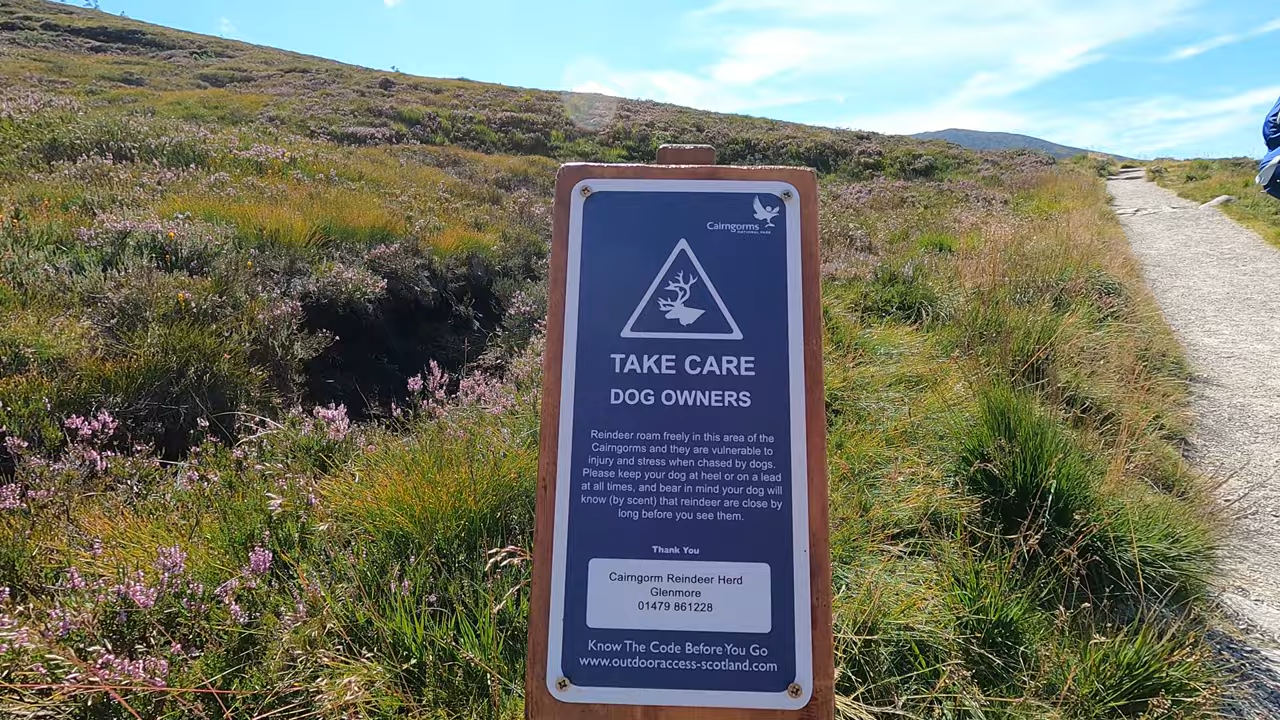 Cairngorms
NATIONAL PARK
TAKE CARE
DOG OWNERS
Reindeer roam freely in this area of the
Cairngorms and they are vulnerable to
injury and stress when chased by dogs.
Please keep your dog at heel or on a lead
at all times, and bear in mind your dog will
know (by scent) that reindeer are close by
long before you see them.
Thank You
Cairngorm Reindeer Herd
Glenmore
01479 861228
Know The Code Before You Go
www.outdooraccess-scotland.com